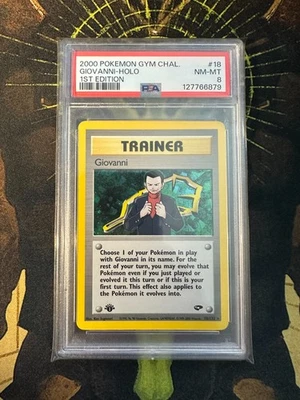 2000 POKEMON GYM CHAL. #18
GIOVANNI-HOLO NM-MT
1ST EDITION 8
PSA 127766879
TRAINER
Giovanni
Choose 1 of your Pokémon in play
with Giovanni in its name. For the
rest of your turn, you may evolve that
Pokémon even if you just played or
evolved it this turn or if this is your
first turn. This effect also applies to
the Pokémon it evolves into.